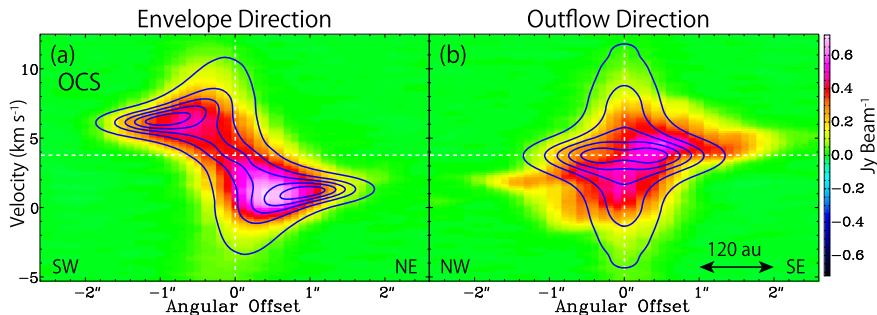 Envelope Direction
Outflow Direction
(a)
OCS
(b)
10
5
0
−5
Velocity (km s⁻¹)
SW
NE
NW
SE
120 au
−2″ −1″ 0″ 1″ 2″
−2″ −1″ 0″ 1″ 2″
Angular Offset
Angular Offset
0.6
0.4
0.2
0.0
−0.2
−0.4
−0.6
Jy Beam⁻¹